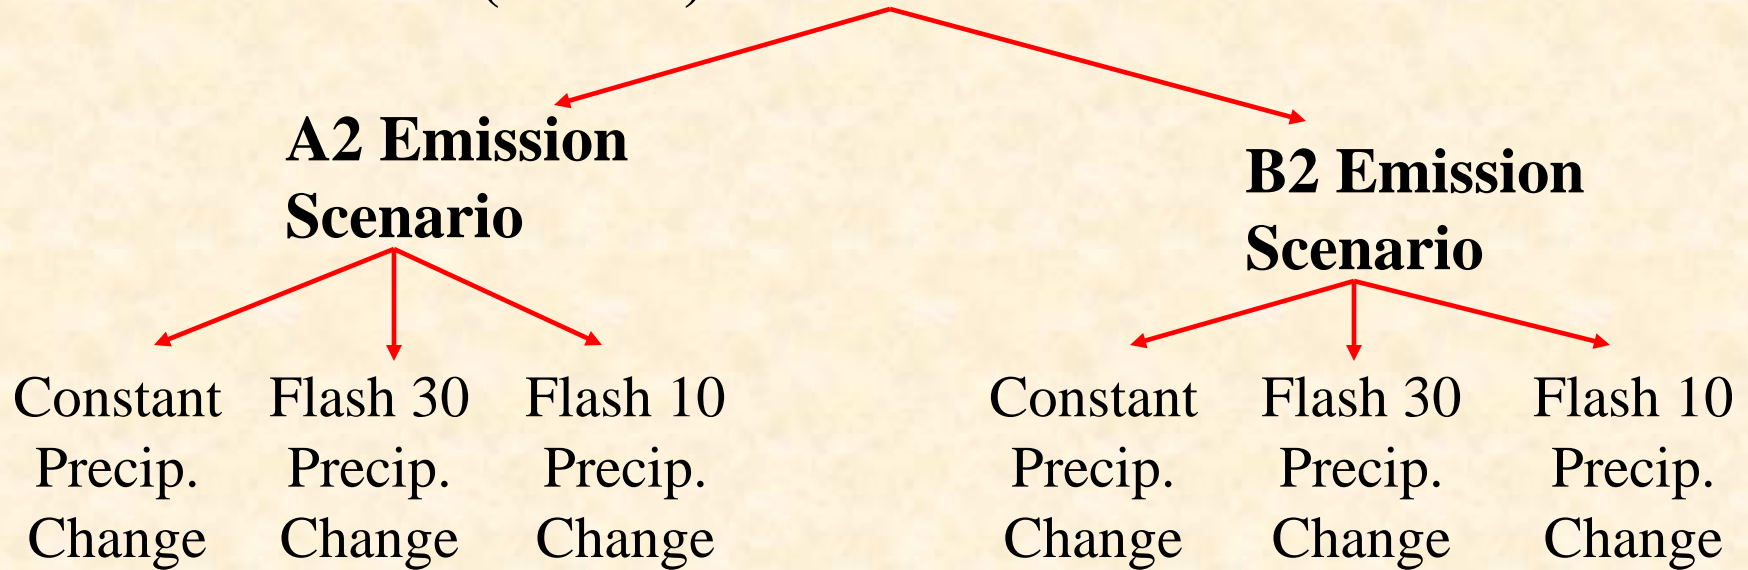 A2 Emission
Scenario
B2 Emission
Scenario
Constant
Precip.
Change
Flash 30
Precip.
Change
Flash 10
Precip.
Change
Constant
Precip.
Change
Flash 30
Precip.
Change
Flash 10
Precip.
Change